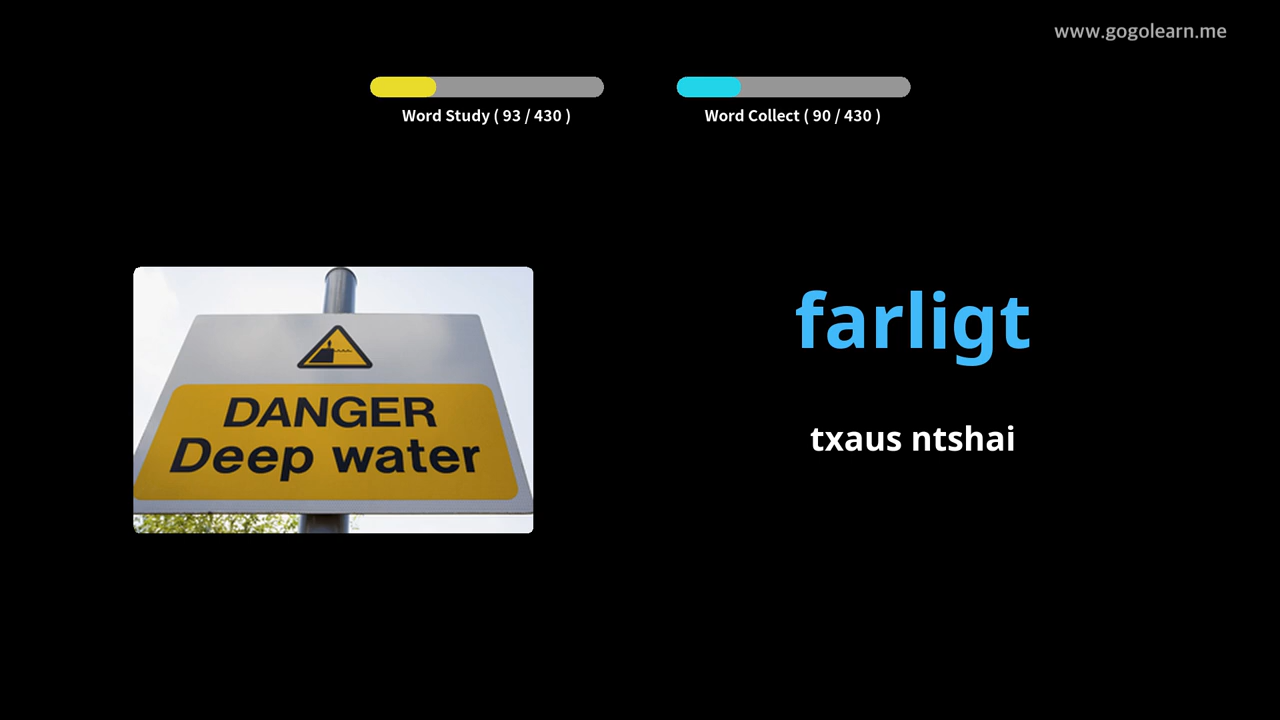 www.gogolearn.me
Word Study ( 93 / 430 )
Word Collect ( 90 / 430 )
DANGER
Deep water
farligt
txaus ntshai